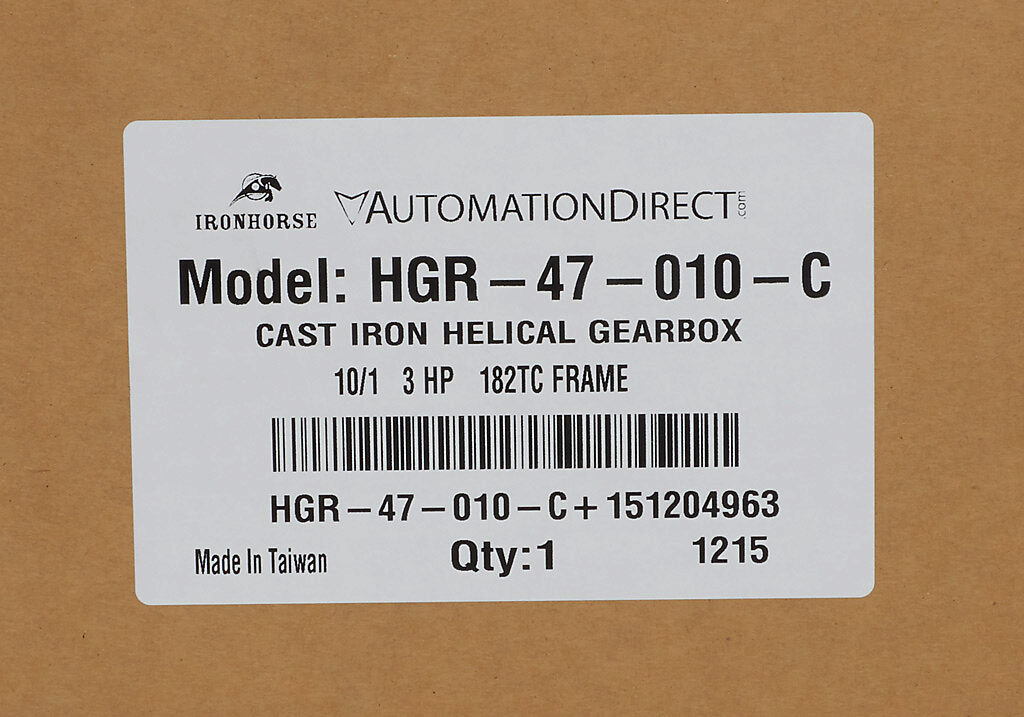 IRONHORSE AUTOMATIONDIRECT.com
Model: HGR-47-010-C
CAST IRON HELICAL GEARBOX
10/1 3 HP 182TC FRAME
HGR-47-010-C+151204963
Made In Taiwan Qty:1 1215